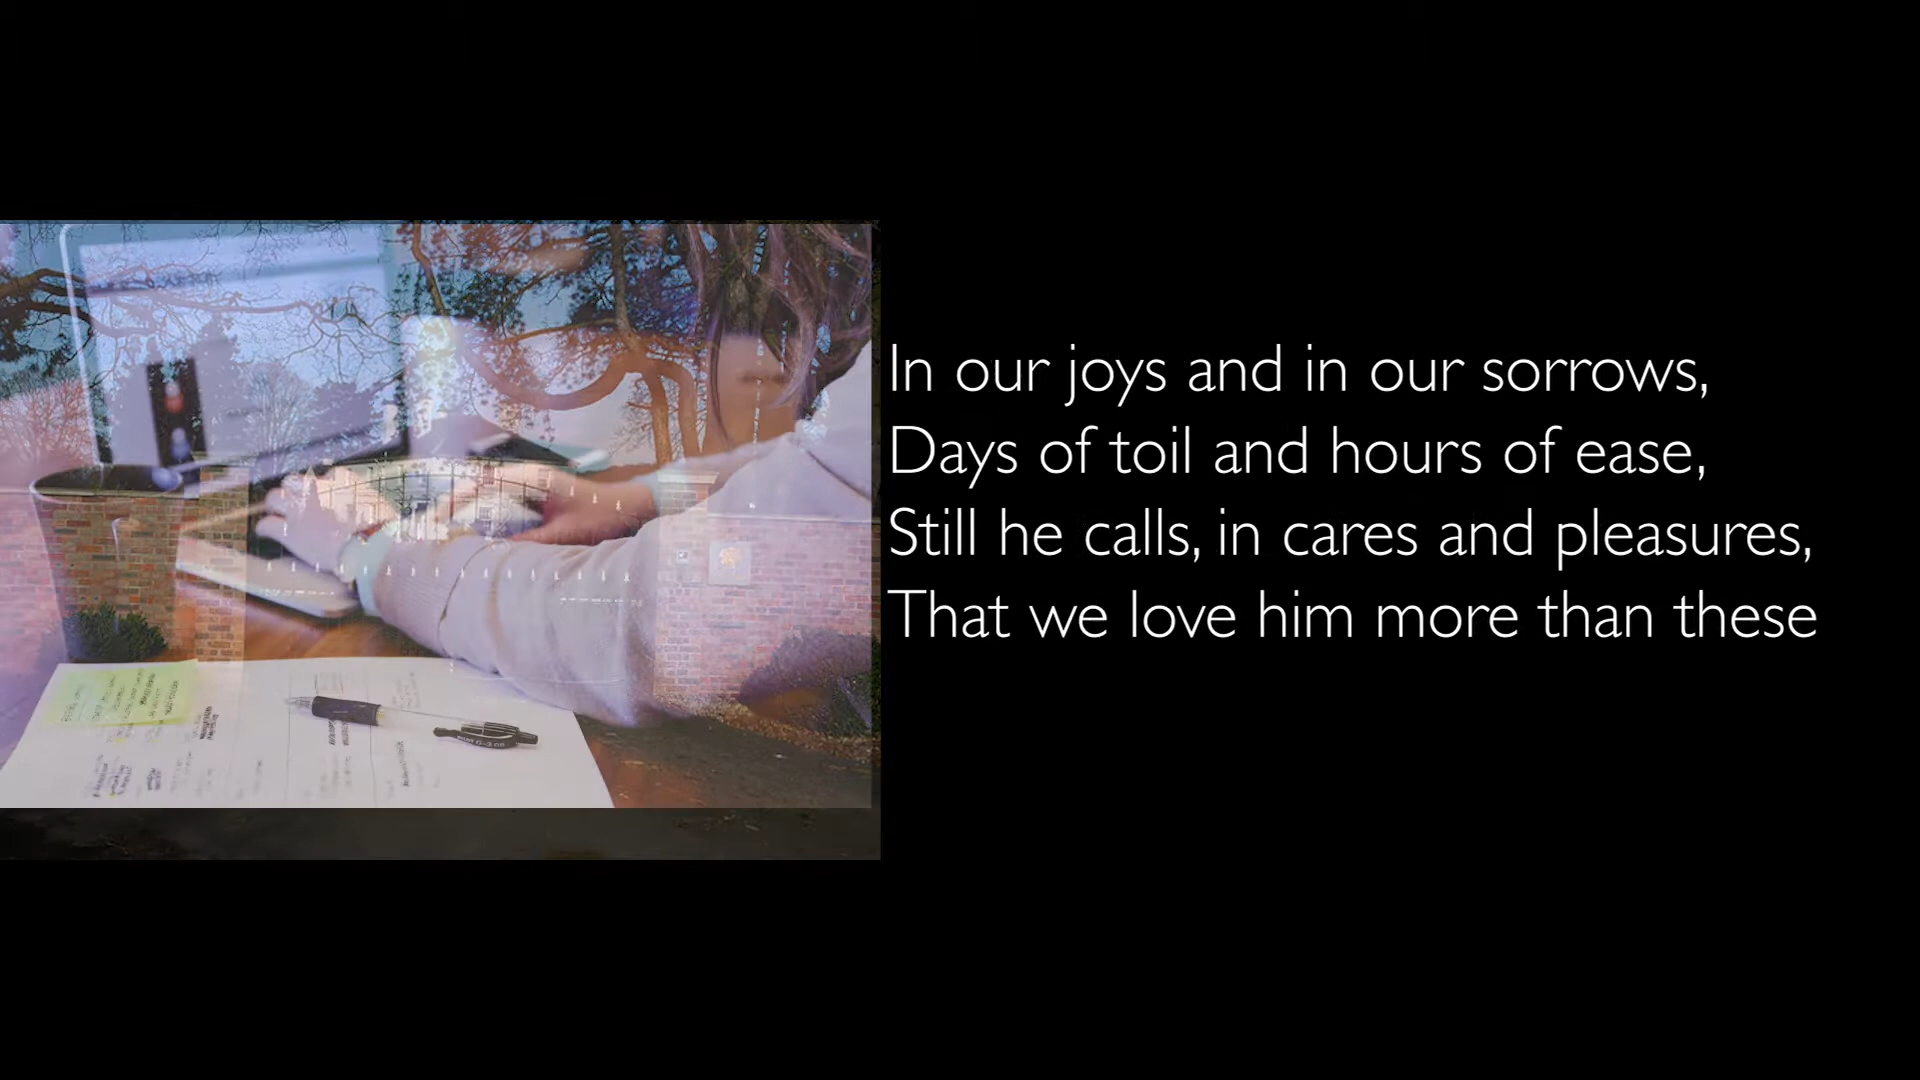 In our joys and in our sorrows,
Days of toil and hours of ease,
Still he calls, in cares and pleasures,
That we love him more than these